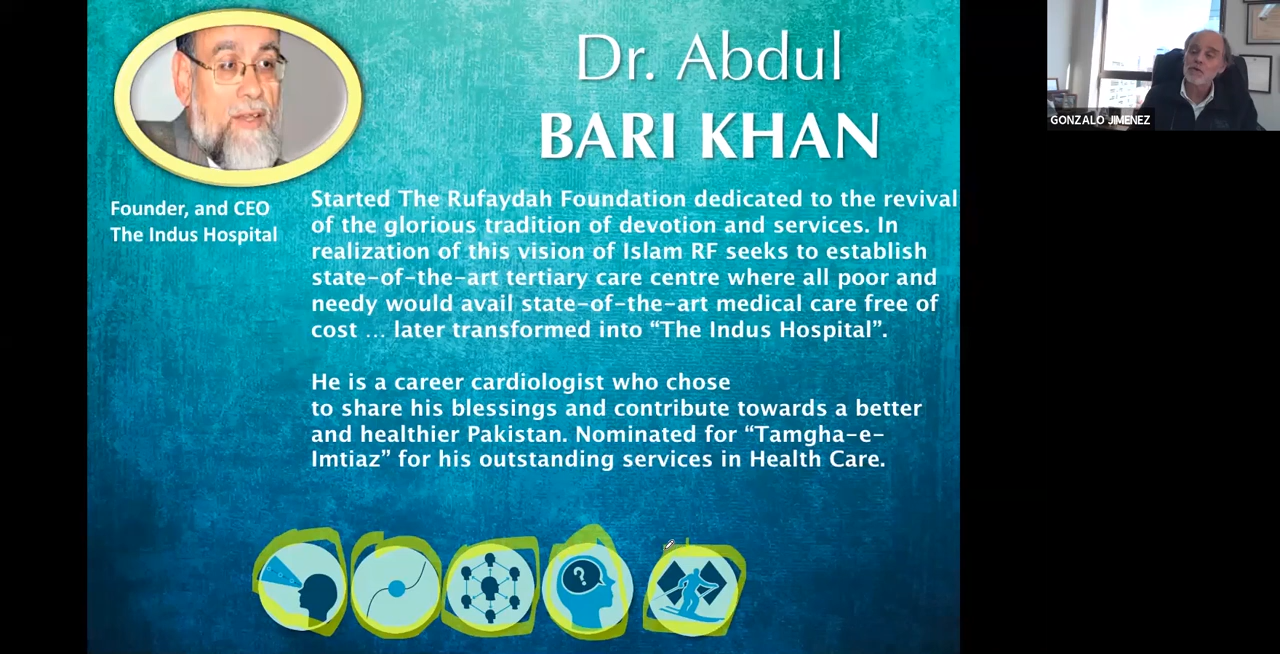 Dr. Abdul
BARI KHAN
Founder, and CEO
The Indus Hospital
Started The Rufaydah Foundation dedicated to the revival
of the glorious tradition of devotion and services. In
realization of this vision of Islam RF seeks to establish
state-of-the-art tertiary care centre where all poor and
needy would avail state-of-the-art medical care free of
cost … later transformed into “The Indus Hospital”.
He is a career cardiologist who chose
to share his blessings and contribute towards a better
and healthier Pakistan. Nominated for “Tamgha-e-
Imtiaz” for his outstanding services in Health Care.
?
GONZALO JIMENEZ